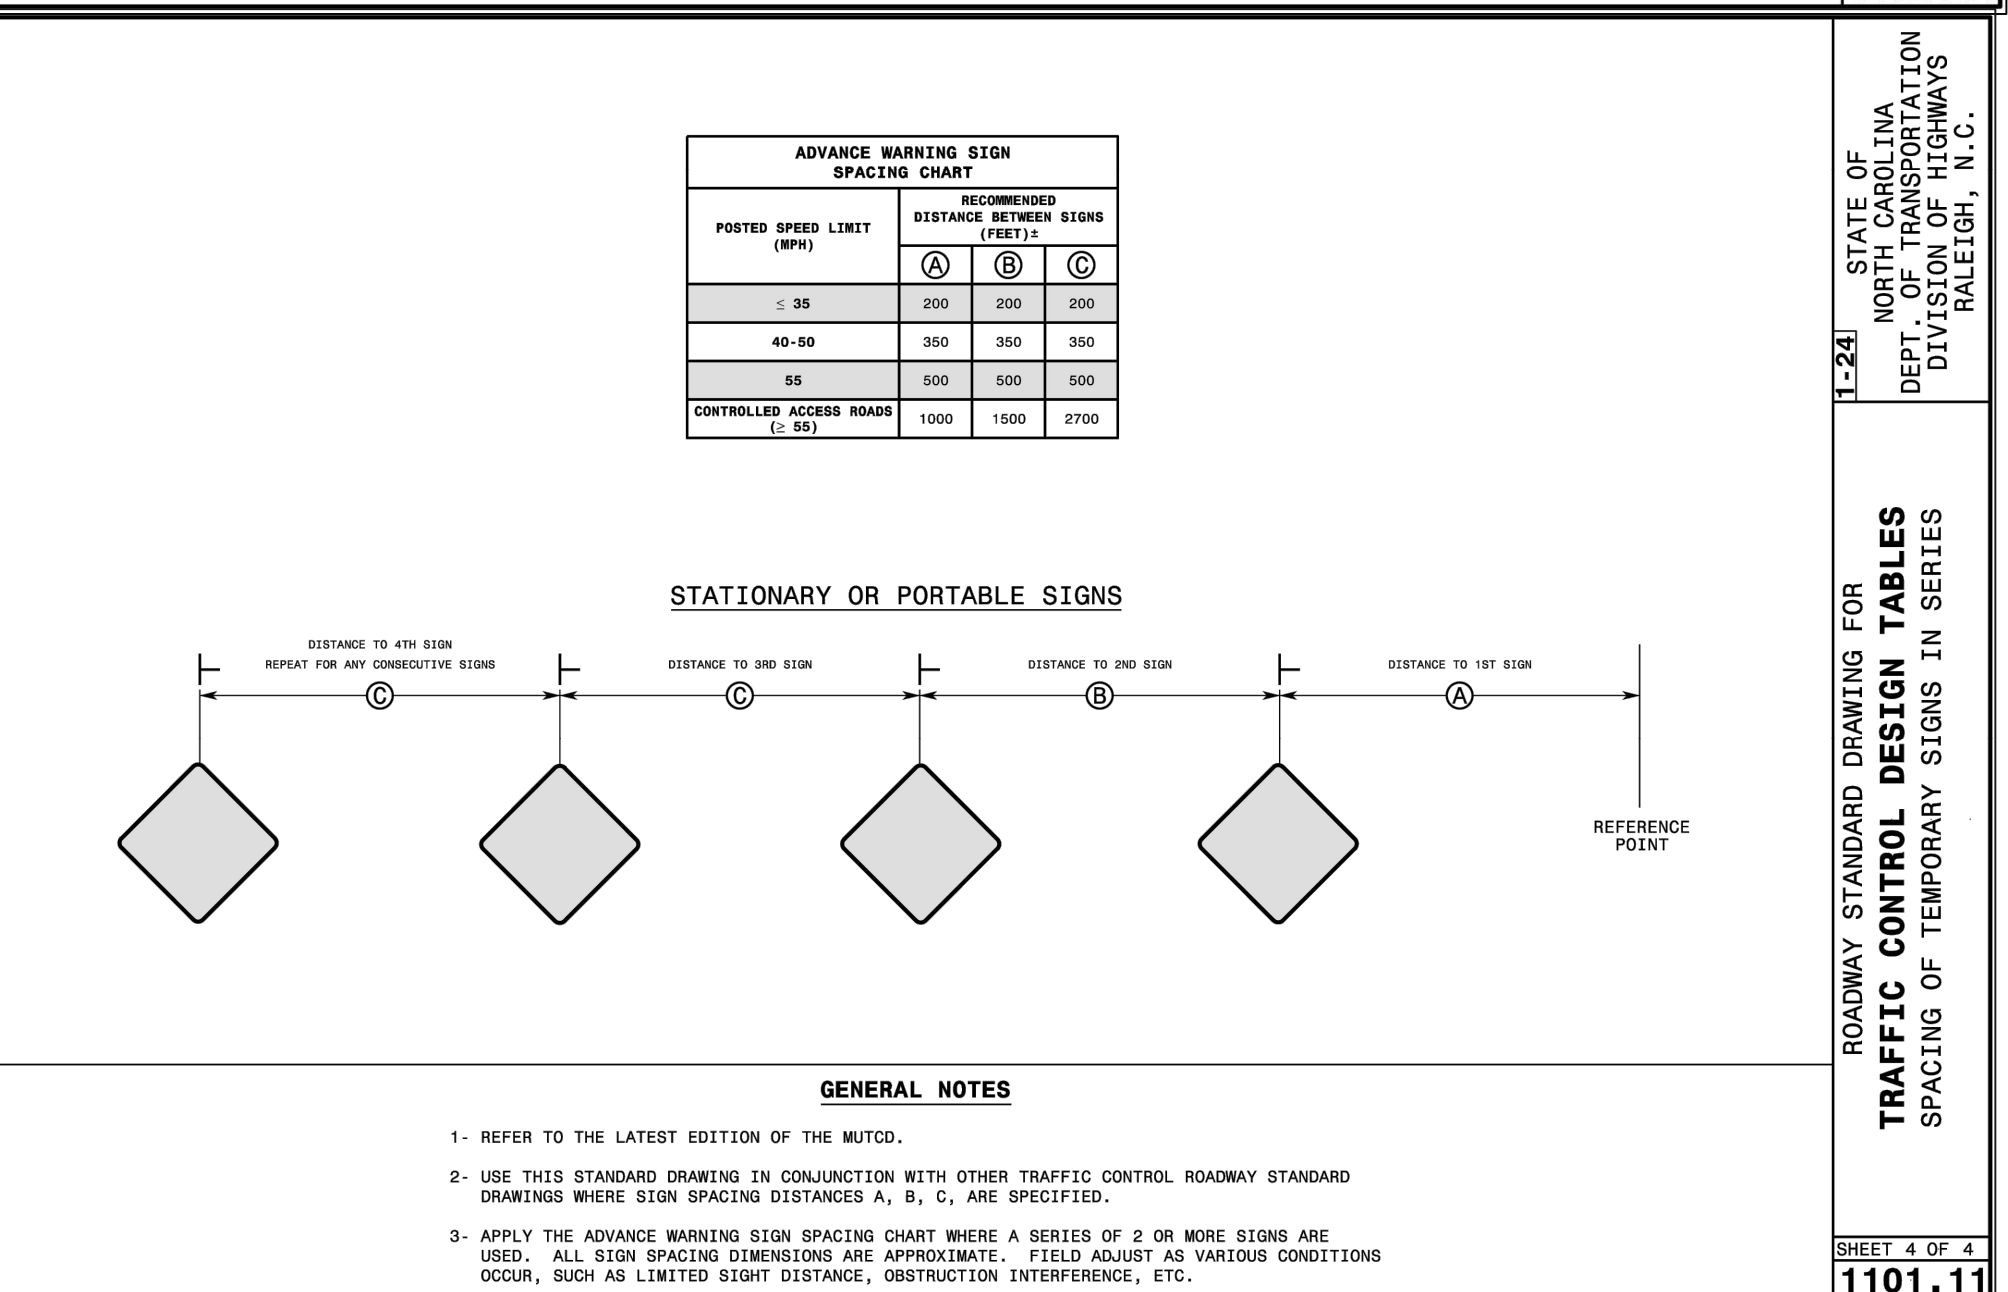 ADVANCE WARNING SIGN
SPACING CHART
POSTED SPEED LIMIT
(MPH)
RECOMMENDED
DISTANCE BETWEEN SIGNS
(FEET)±
A B C
≤ 35 200 200 200
40-50 350 350 350
55 500 500 500
CONTROLLED ACCESS ROADS
(≥ 55)
1000 1500 2700
STATIONARY OR PORTABLE SIGNS
DISTANCE TO 4TH SIGN
REPEAT FOR ANY CONSECUTIVE SIGNS
C
DISTANCE TO 3RD SIGN
C
DISTANCE TO 2ND SIGN
B
DISTANCE TO 1ST SIGN
A
REFERENCE
POINT
GENERAL NOTES
1- REFER TO THE LATEST EDITION OF THE MUTCD.
2- USE THIS STANDARD DRAWING IN CONJUNCTION WITH OTHER TRAFFIC CONTROL ROADWAY STANDARD
DRAWINGS WHERE SIGN SPACING DISTANCES A, B, C, ARE SPECIFIED.
3- APPLY THE ADVANCE WARNING SIGN SPACING CHART WHERE A SERIES OF 2 OR MORE SIGNS ARE
USED. ALL SIGN SPACING DIMENSIONS ARE APPROXIMATE. FIELD ADJUST AS VARIOUS CONDITIONS
OCCUR, SUCH AS LIMITED SIGHT DISTANCE, OBSTRUCTION INTERFERENCE, ETC.
1-24
STATE OF
NORTH CAROLINA
DEPT. OF TRANSPORTATION
DIVISION OF HIGHWAYS
RALEIGH, N.C.
ROADWAY STANDARD DRAWING FOR
TRAFFIC CONTROL DESIGN TABLES
SPACING OF TEMPORARY SIGNS IN SERIES
SHEET 4 OF 4
1101.11